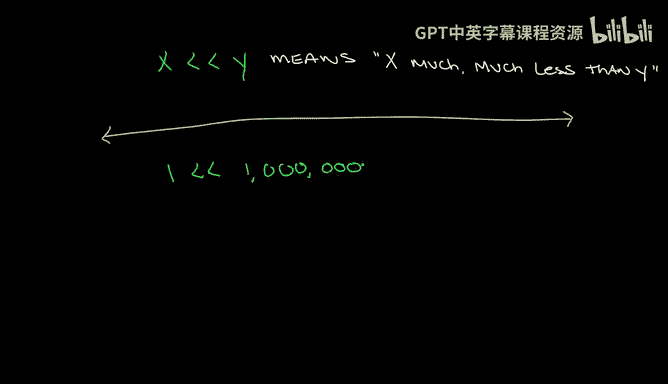 GPT中英字幕课程资源 bilibili
X << Y MEANS "X MUCH, MUCH LESS THAN Y"
1 << 1,000,000